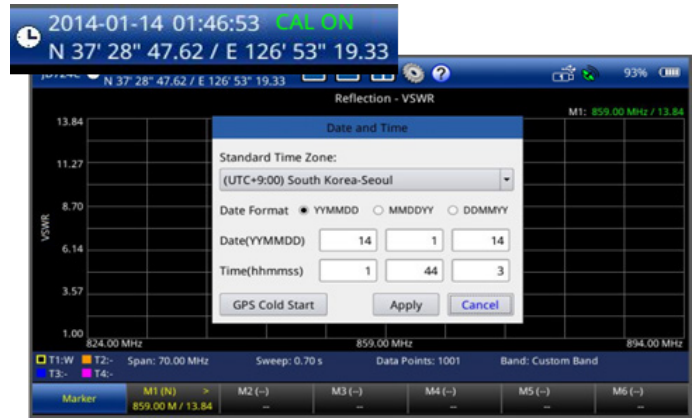 2014-01-14 01:46:53 CAL ON
N 37' 28" 47.62 / E 126' 53" 19.33
JD724C
N 37' 28" 47.62 / E 126' 53" 19.33
93%
Reflection - VSWR
M1: 859.00 MHz / 13.84
13.84
11.27
8.70
6.14
3.57
1.00
VSWR
Date and Time
Standard Time Zone:
(UTC+9:00) South Korea-Seoul
Date Format YYMMDD MMDDYY DDMMYY
Date(YYMMDD) 14 1 14
Time(hhmmss) 1 44 3
GPS Cold Start Apply Cancel
824.00 MHz 859.00 MHz 894.00 MHz
T1:W T2:- Span: 70.00 MHz Sweep: 0.70 s Data Points: 1001 Band: Custom Band
T3:- T4:-
Marker M1 (N) > M2 (--) M3 (--) M4 (--) M5 (--) M6 (--)
859.00 M / 13.84 -- -- -- -- --